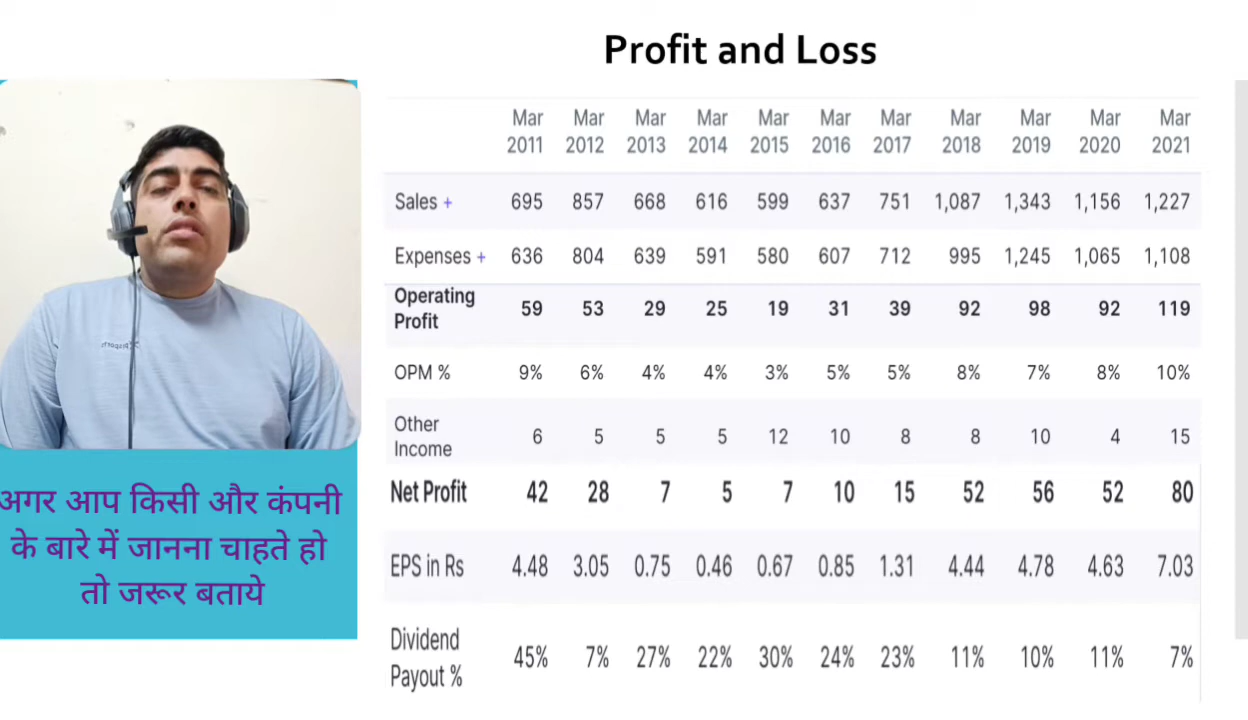 Profit and Loss
Mar Mar Mar Mar Mar Mar Mar Mar Mar Mar Mar
2011 2012 2013 2014 2015 2016 2017 2018 2019 2020 2021
Sales + 695 857 668 616 599 637 751 1,087 1,343 1,156 1,227
Expenses + 636 804 639 591 580 607 712 995 1,245 1,065 1,108
Operating
Profit 59 53 29 25 19 31 39 92 98 92 119
OPM % 9% 6% 4% 4% 3% 5% 5% 8% 7% 8% 10%
Other
Income 6 5 5 5 12 10 8 8 10 4 15
Net Profit 42 28 7 5 7 10 15 52 56 52 80
EPS in Rs 4.48 3.05 0.75 0.46 0.67 0.85 1.31 4.44 4.78 4.63 7.03
Dividend
Payout % 45% 7% 27% 22% 30% 24% 23% 11% 10% 11% 7%
अगर आप किसी और कंपनी
के बारे में जानना चाहते हो
तो जरूर बताये